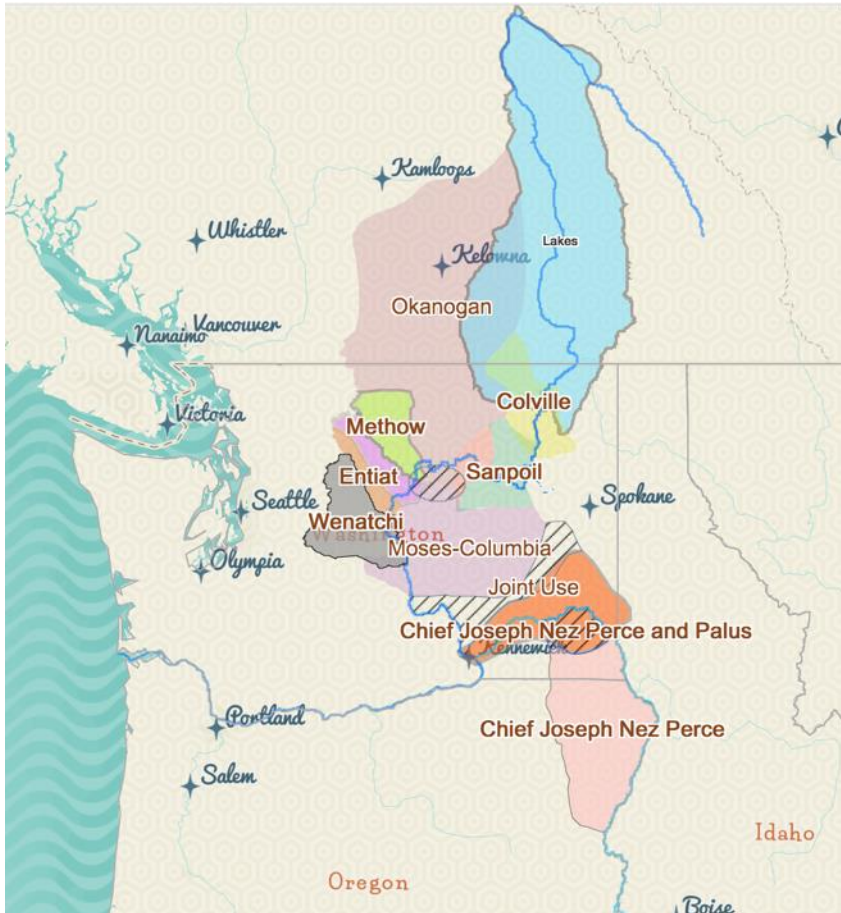 Kamloops
Whistler
Kelowna
Lakes
Okanogan
Vancouver
Nanaimo
Colville
Victoria
Methow
Sanpoil
Entiat
Spokane
Seattle
Wenatchi
Washington
Moses-Columbia
Olympia
Joint Use
Chief Joseph Nez Perce and Palus
Kennewick
Portland
Chief Joseph Nez Perce
Salem
Idaho
Oregon
Boise